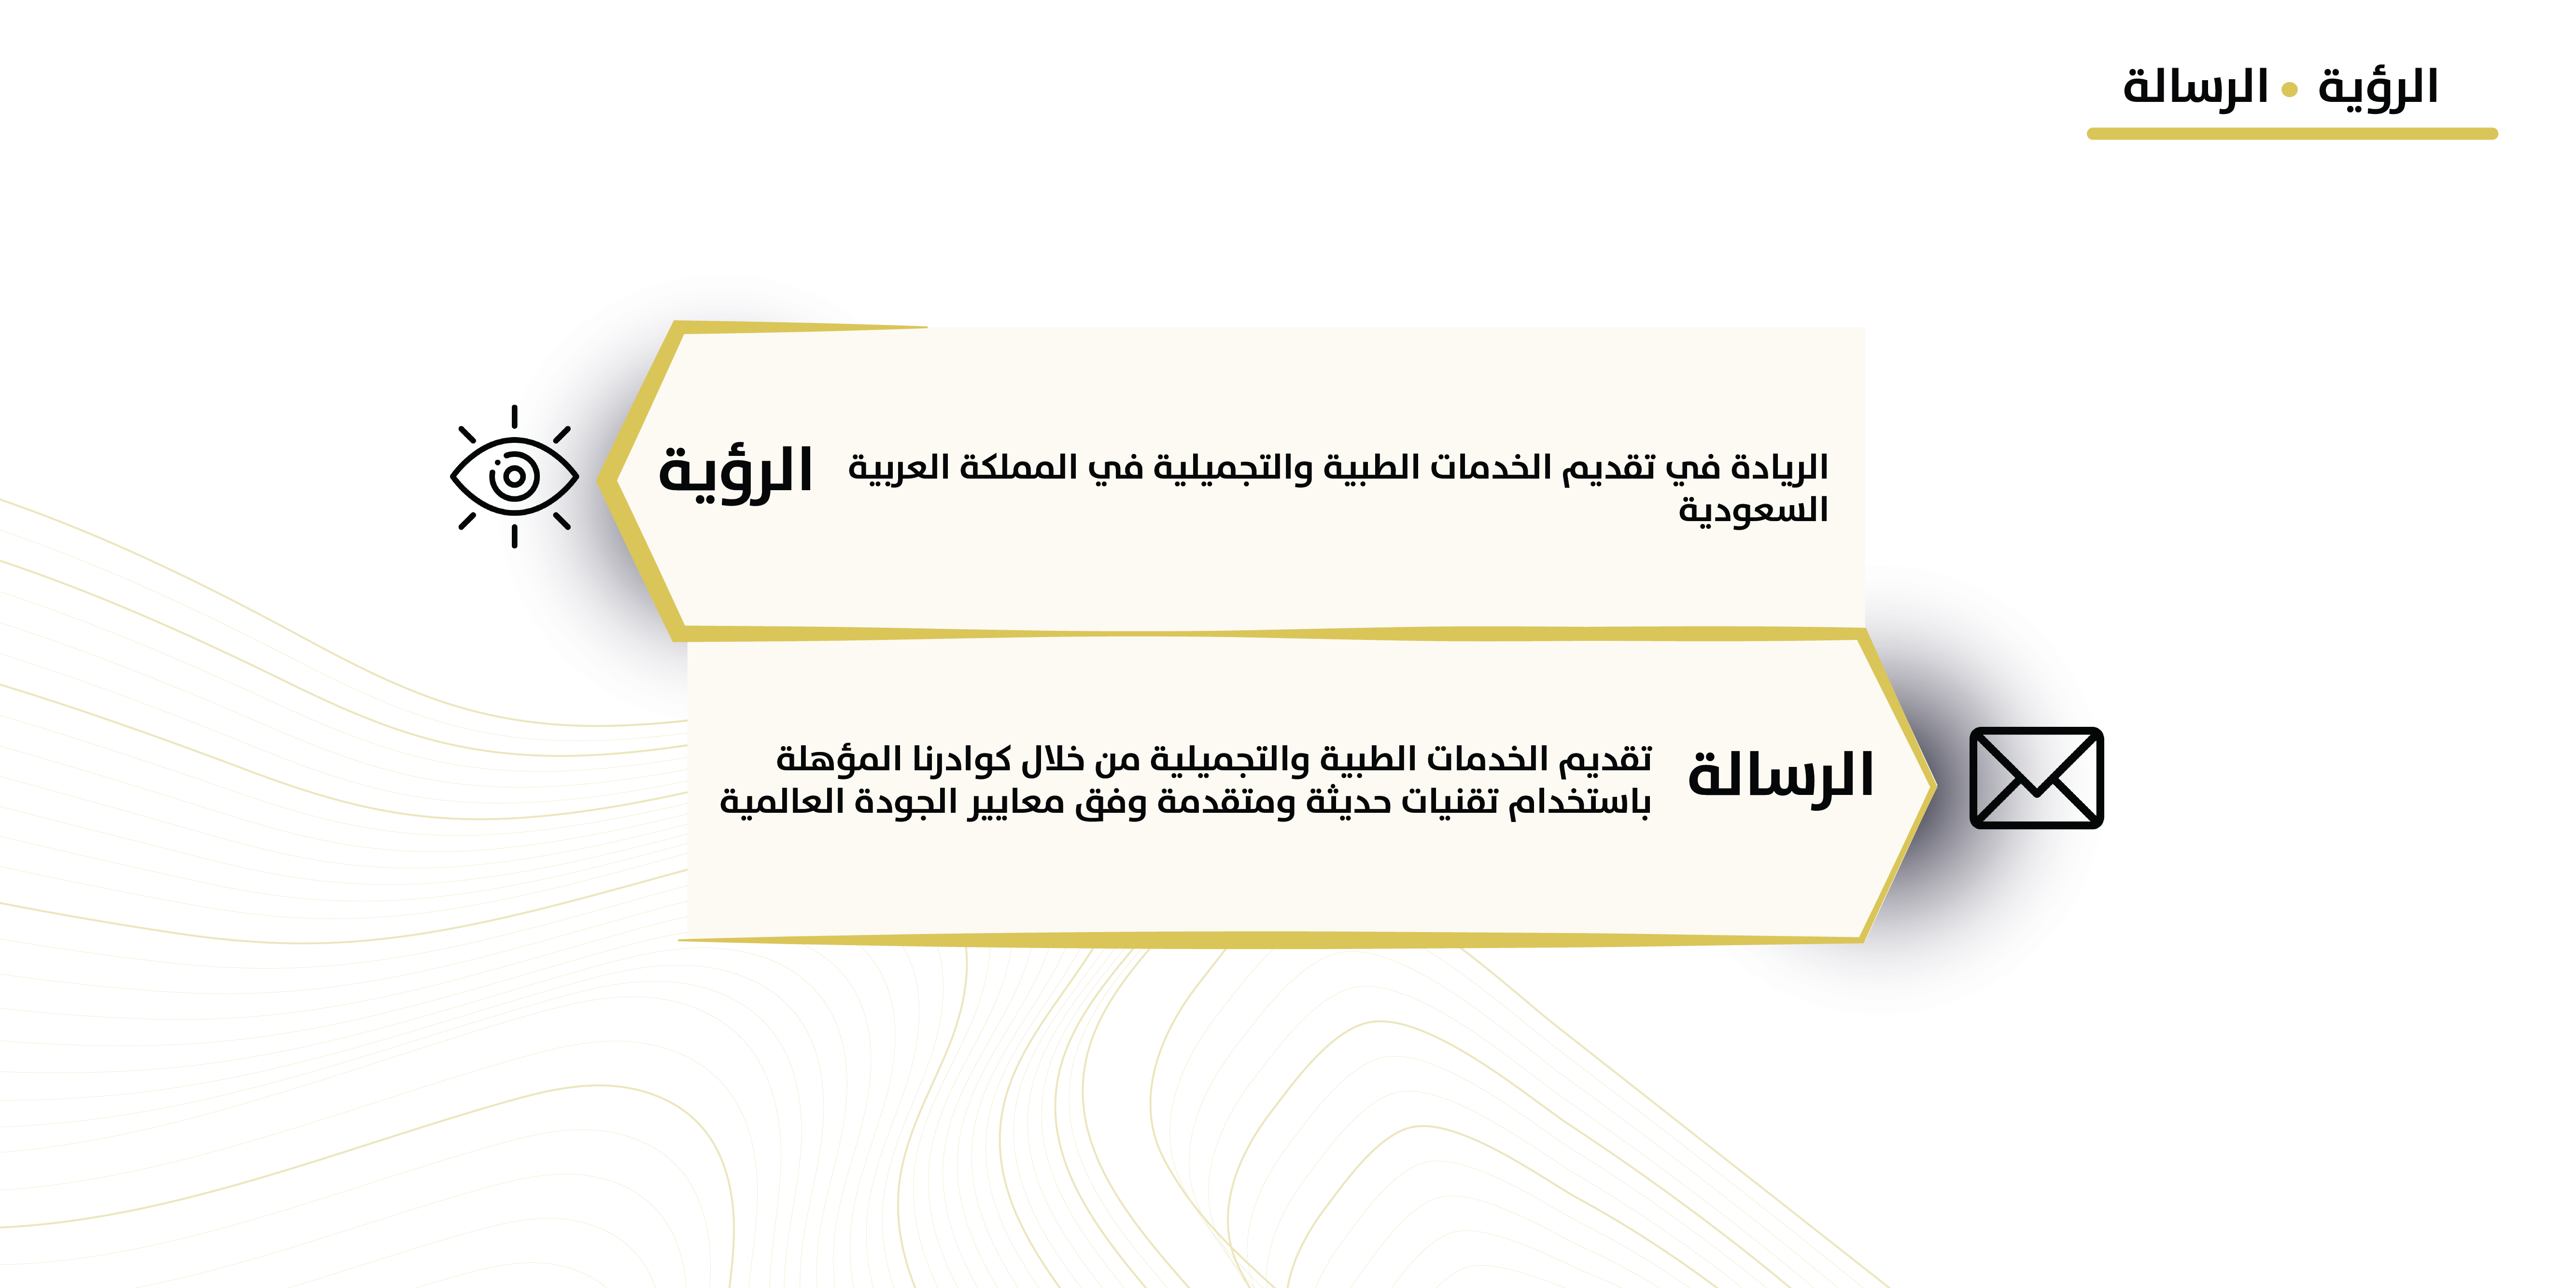 الرؤية • الرسالة
الرؤية
الريادة في تقديم الخدمات الطبية والتجميلية في المملكة العربية
السعودية
الرسالة
تقديم الخدمات الطبية والتجميلية من خلال كوادرنا المؤهلة
باستخدام تقنيات حديثة ومتقدمة وفق معايير الجودة العالمية